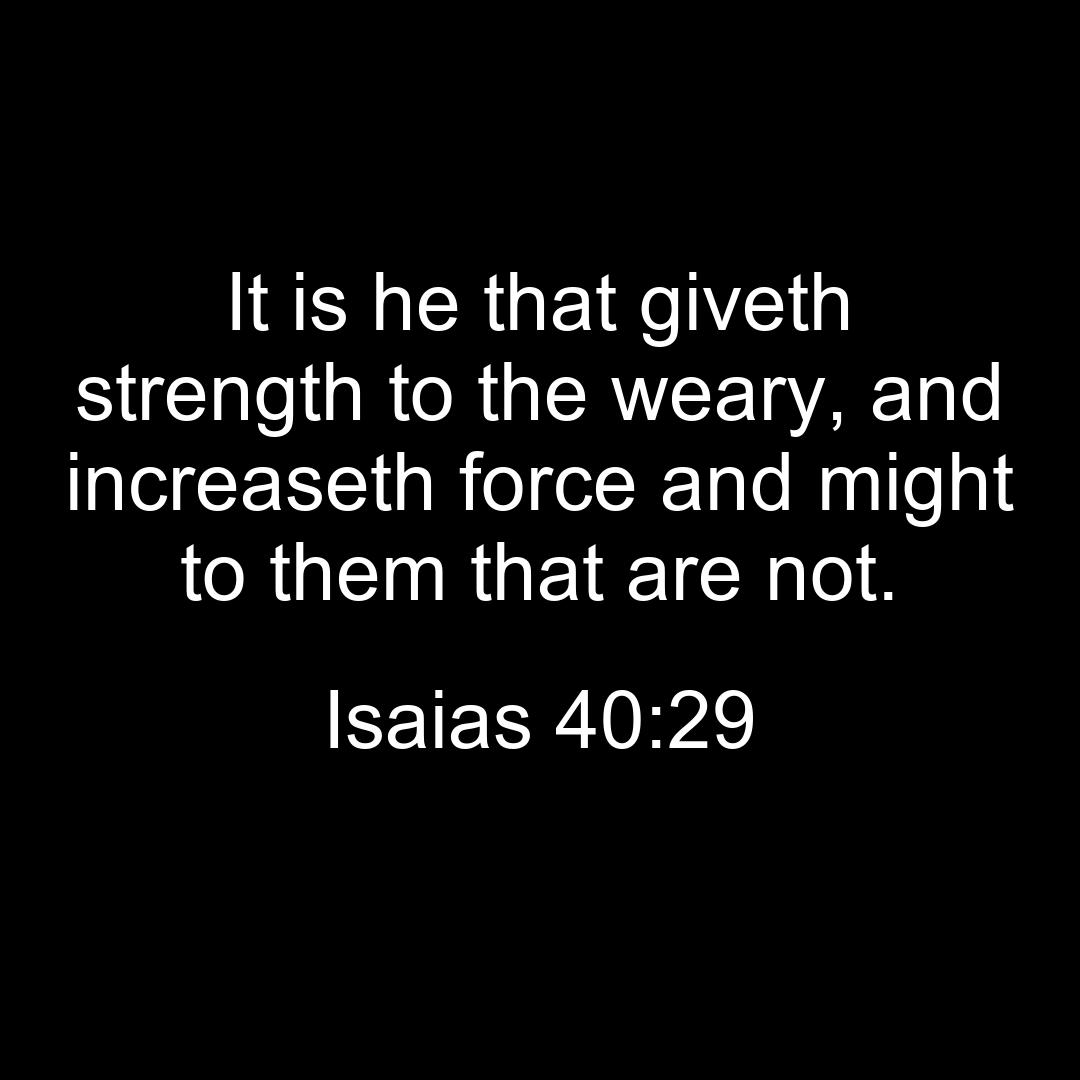 It is he that giveth
strength to the weary, and
increaseth force and might
to them that are not.
Isaias 40:29